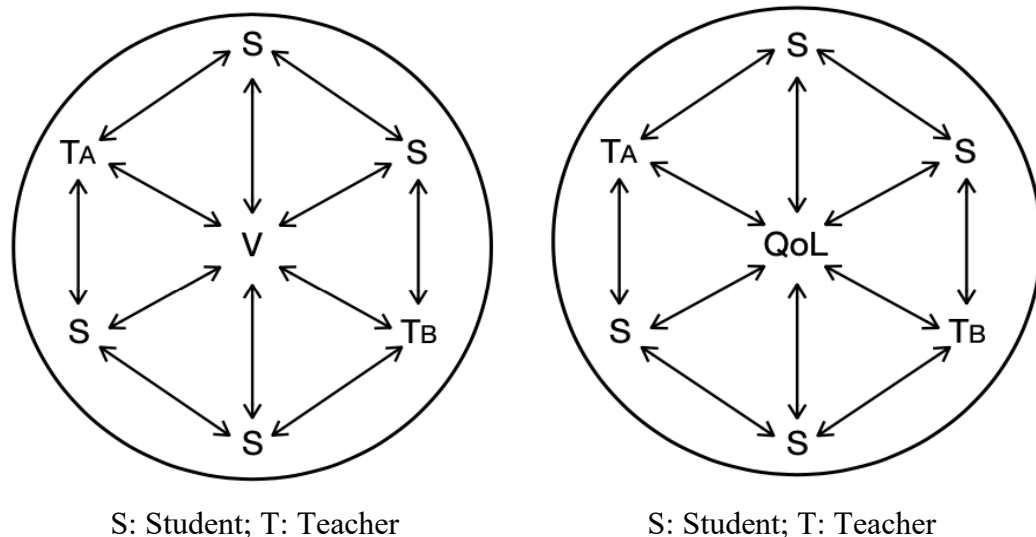 S S
TA S TA S
V QoL
S TB S TB
S S
S: Student; T: Teacher S: Student; T: Teacher